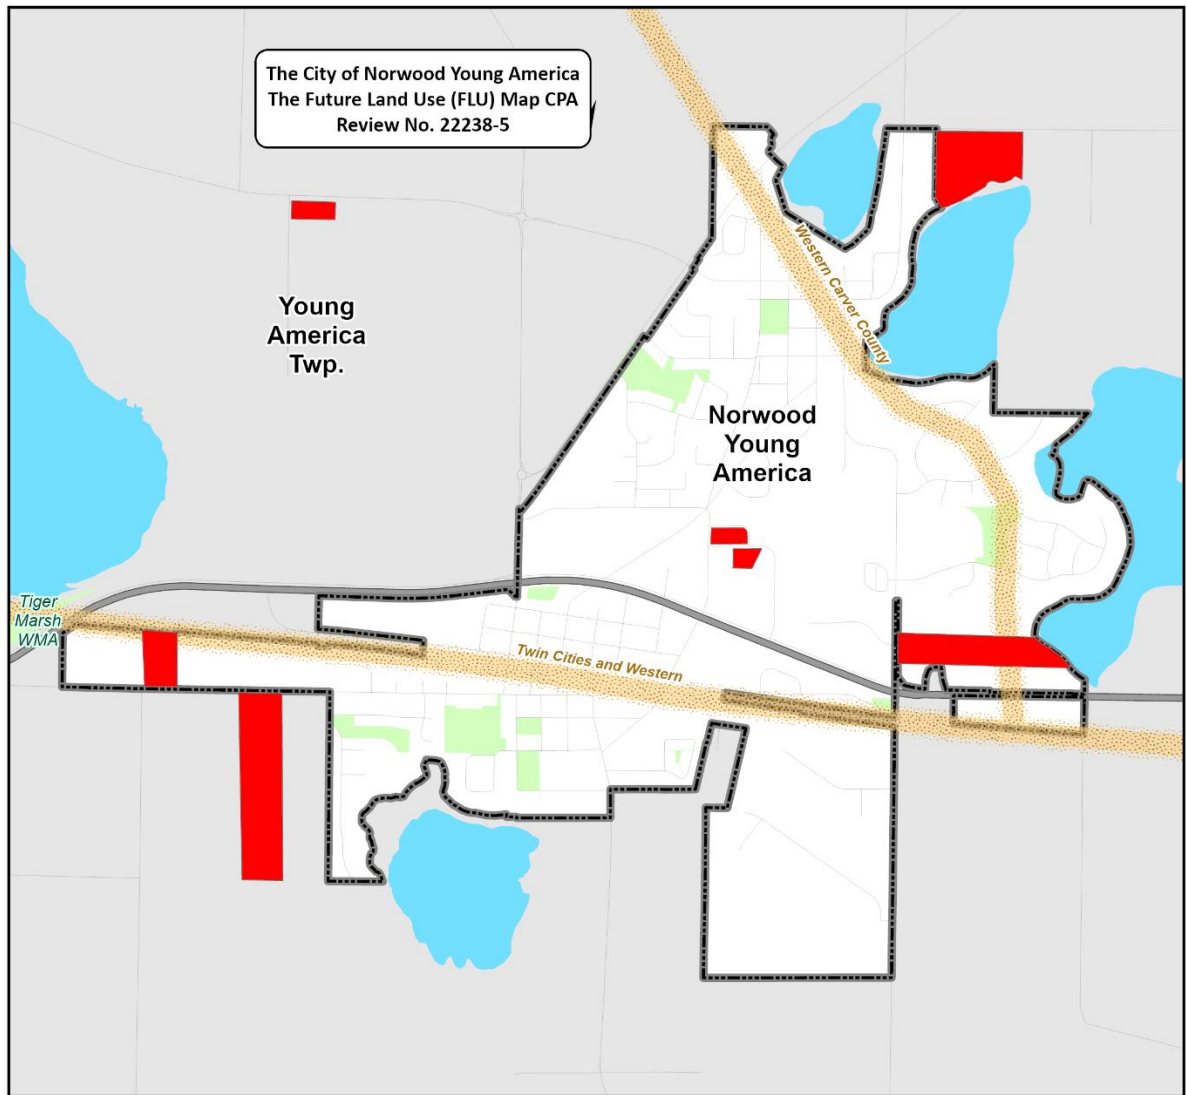 The City of Norwood Young America
The Future Land Use (FLU) Map CPA
Review No. 22238-5
Western Carver County
Young
America
Twp.
Norwood
Young
America
Tiger
Marsh
WMA
Twin Cities and Western